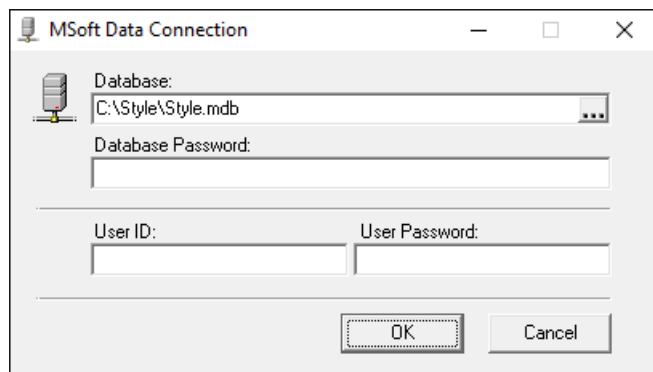 MSoft Data Connection
Database:
C:\Style\Style.mdb
...
Database Password:
User ID: User Password:
OK Cancel